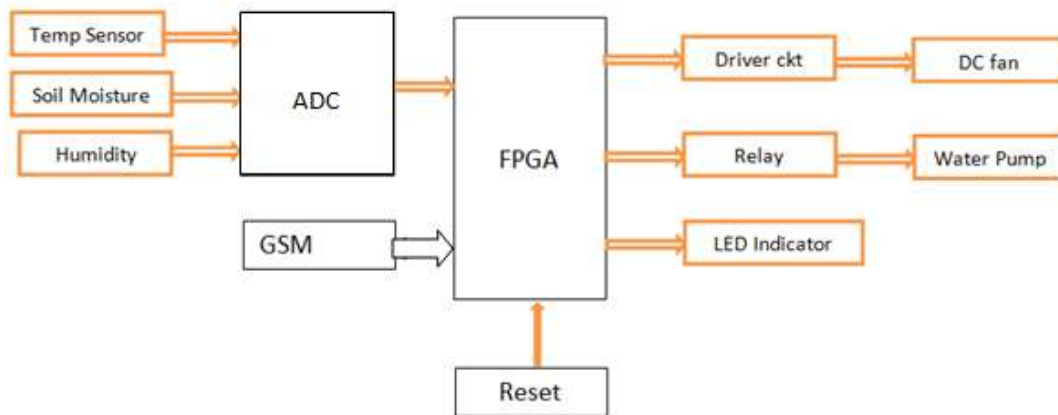 Temp Sensor
Soil Moisture
Humidity
ADC
GSM
FPGA
Reset
Driver ckt
DC fan
Relay
Water Pump
LED Indicator